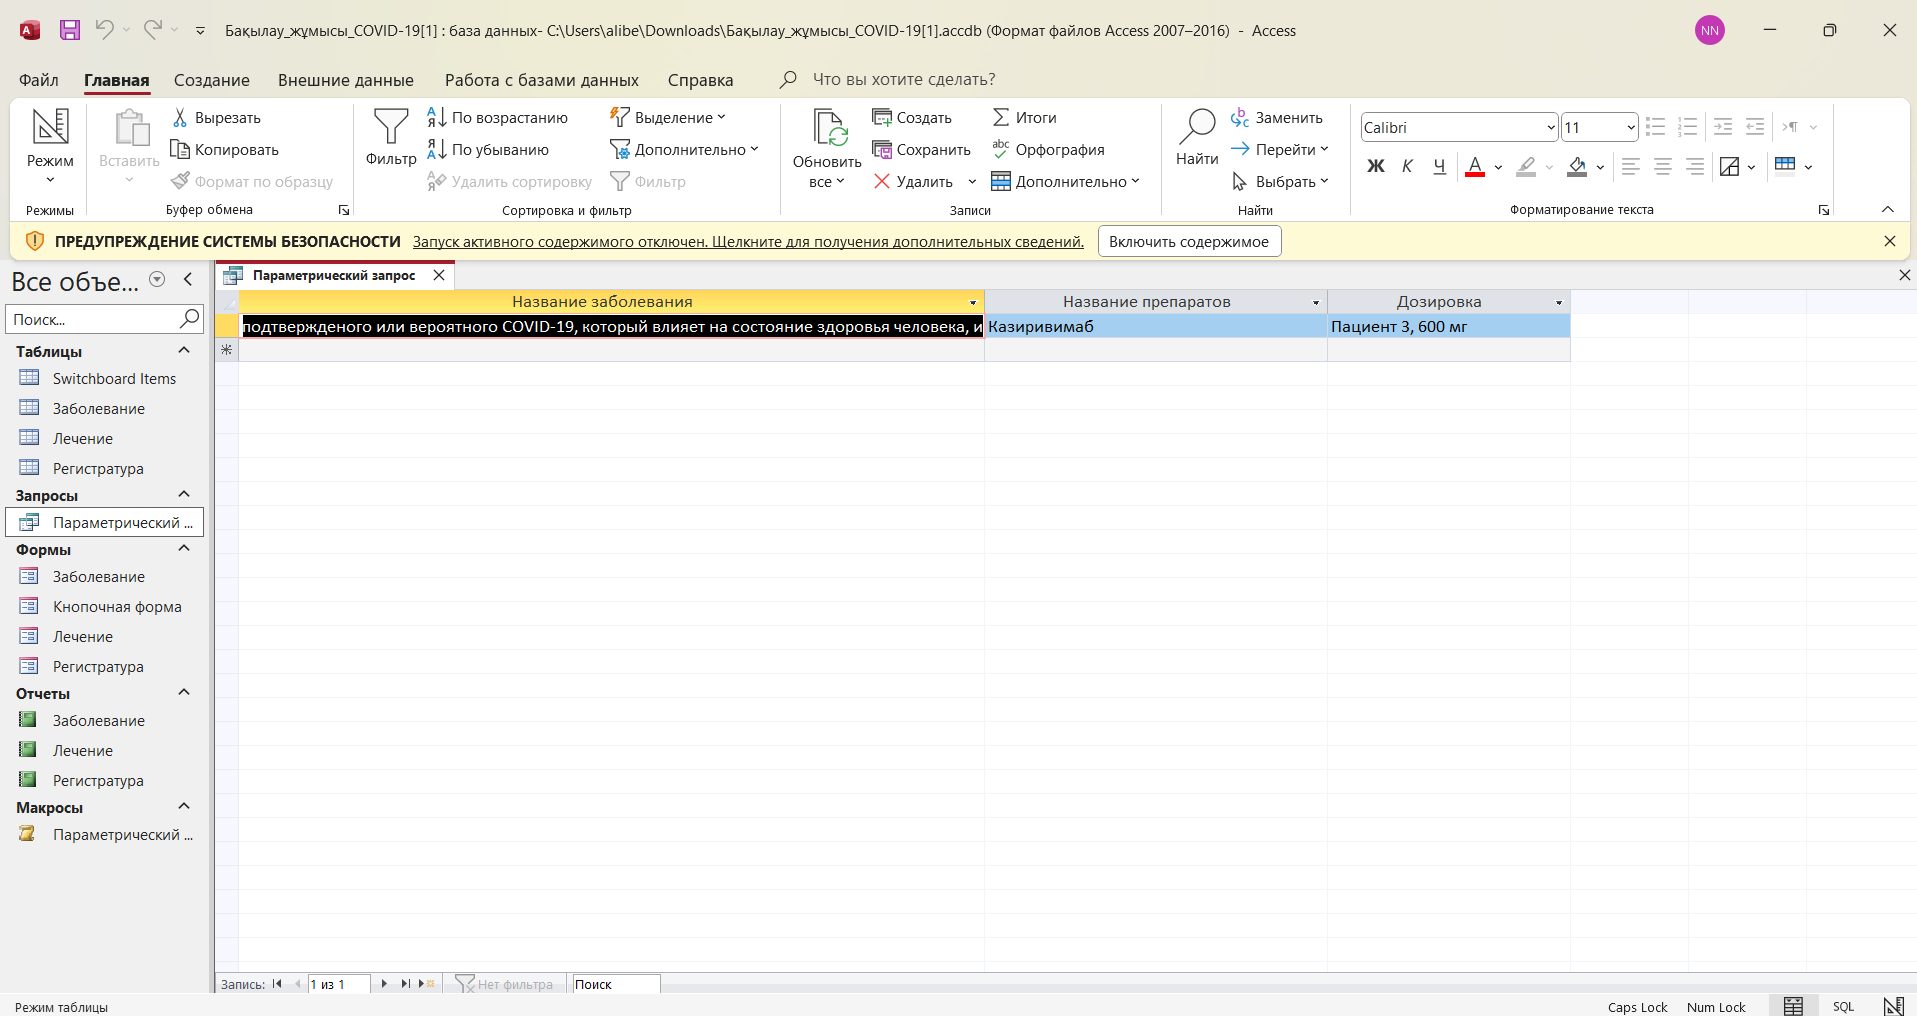 Бақылау_жұмысы_COVID-19[1] : база данных- C:\Users\alibe\Downloads\Бақылау_жұмысы_COVID-19[1].accdb (Формат файлов Access 2007–2016) - Access
NN
Файл Главная Создание Внешние данные Работа с базами данных Справка Что вы хотите сделать?
Режим
Режимы
Вставить
Вырезать
Копировать
Формат по образцу
Буфер обмена
Фильтр
По возрастанию
По убыванию
Удалить сортировку
Выделение
Дополнительно
Фильтр
Сортировка и фильтр
Обновить
все
Создать
Сохранить
Удалить
Итоги
Орфография
Дополнительно
Записи
Найти
Заменить
Перейти
Выбрать
Найти
Calibri 11
Ж К Ч А
Форматирование текста
ПРЕДУПРЕЖДЕНИЕ СИСТЕМЫ БЕЗОПАСНОСТИ Запуск активного содержимого отключен. Щелкните для получения дополнительных сведений. Включить содержимое
Все объе...
Поиск...
Таблицы
Switchboard Items
Заболевание
Лечение
Регистратура
Запросы
Параметрический ...
Формы
Заболевание
Кнопочная форма
Лечение
Регистратура
Отчеты
Заболевание
Лечение
Регистратура
Макросы
Параметрический ...
Параметрический запрос
Название заболевания Название препаратов Дозировка
подтвержденого или вероятного COVID-19, который влияет на состояние здоровья человека, и Казиривимаб Пациент 3, 600 мг
Запись: 1 из 1 Нет фильтра Поиск
Режим таблицы Caps Lock Num Lock SQL